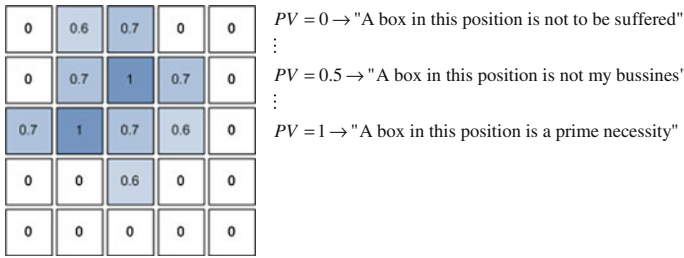 0 0.6 0.7 0 0
0 0.7 1 0.7 0
0.7 1 0.7 0.6 0
0 0 0.6 0 0
0 0 0 0 0
PV = 0 → "A box in this position is not to be suffered"
⋮
PV = 0.5 → "A box in this position is not my bussines'
⋮
PV = 1 → "A box in this position is a prime necessity"